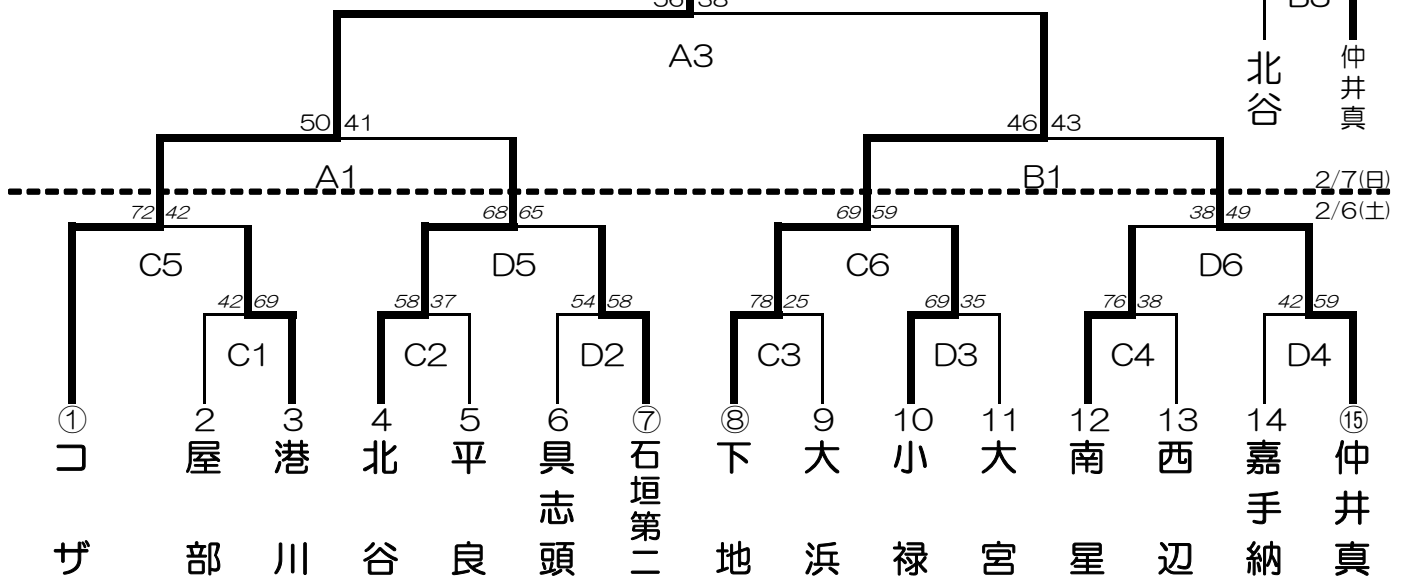 A3
北谷
仲井真
50 41
46 43
A1
B1
2/7(日)
72 42
68 65
69 59
38 49
2/6(土)
C5
D5
C6
D6
42 69
58 37
54 58
78 25
69 35
76 38
42 59
C1
C2
D2
C3
D3
C4
D4
① 2 3 4 5 6 ⑦ ⑧ 9 10 11 12 13 14 ⑮
コザ
屋部
港川
北谷
平良
具志頭
石垣第二
下地
大浜
小禄
大宮
南星
西辺
嘉手納
仲井真